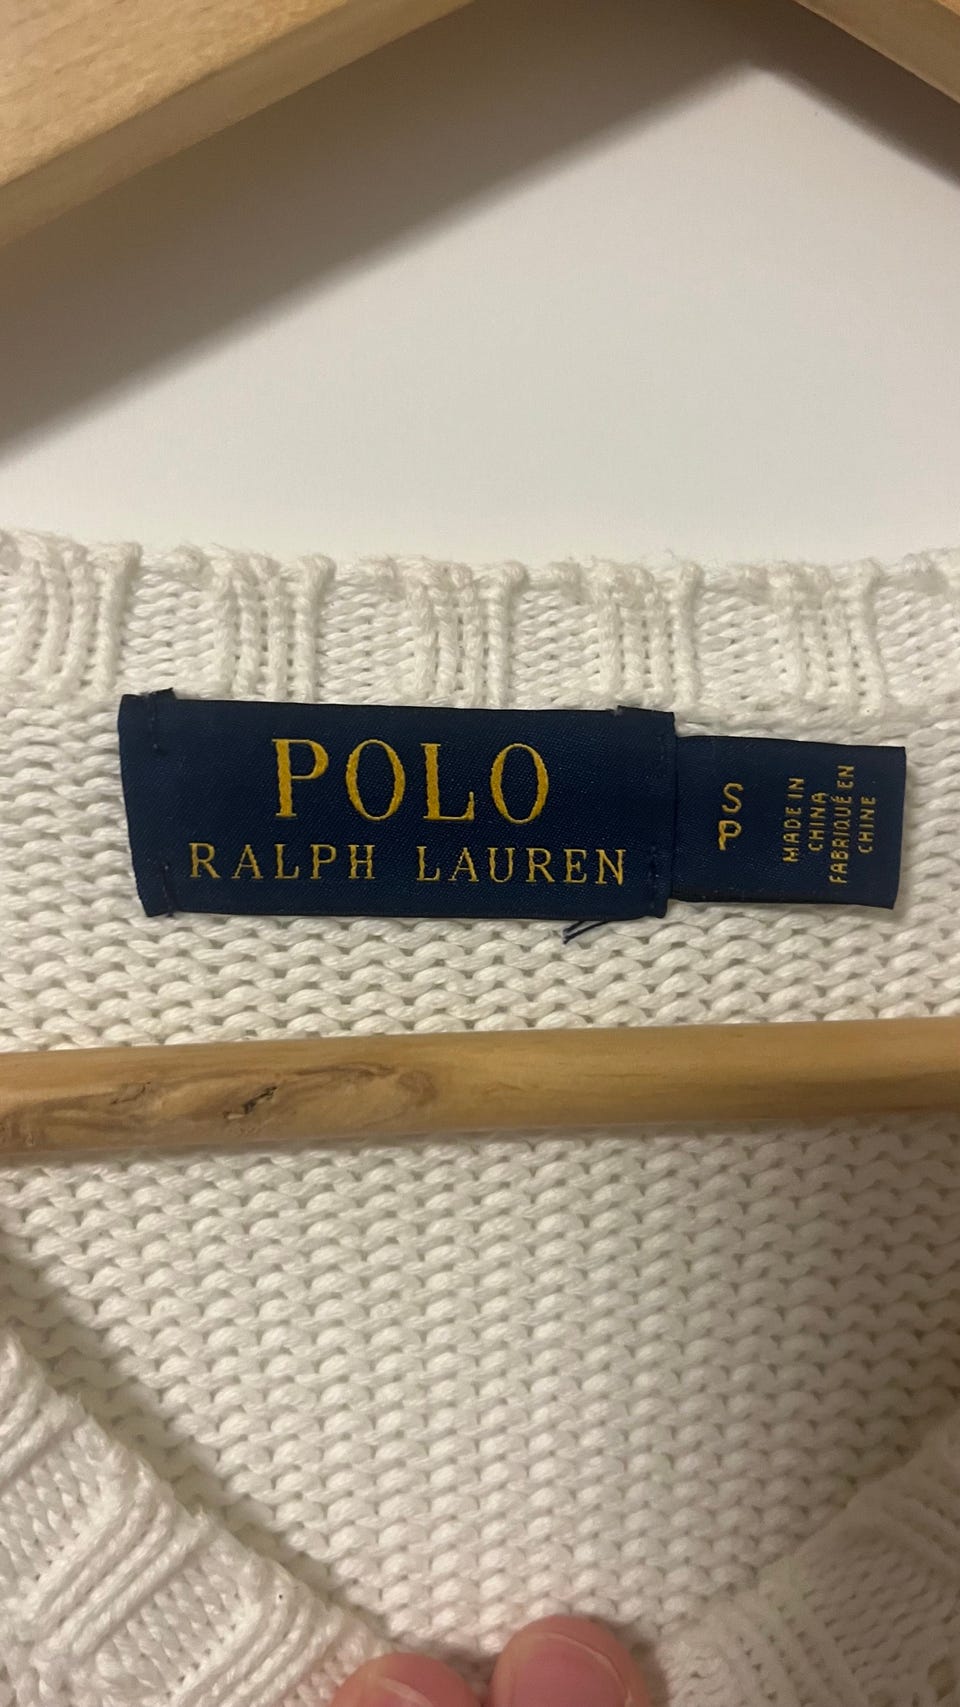 POLO
RALPH LAUREN
S
P
MADE IN
CHINA
FABRIQUÉ EN
CHINE